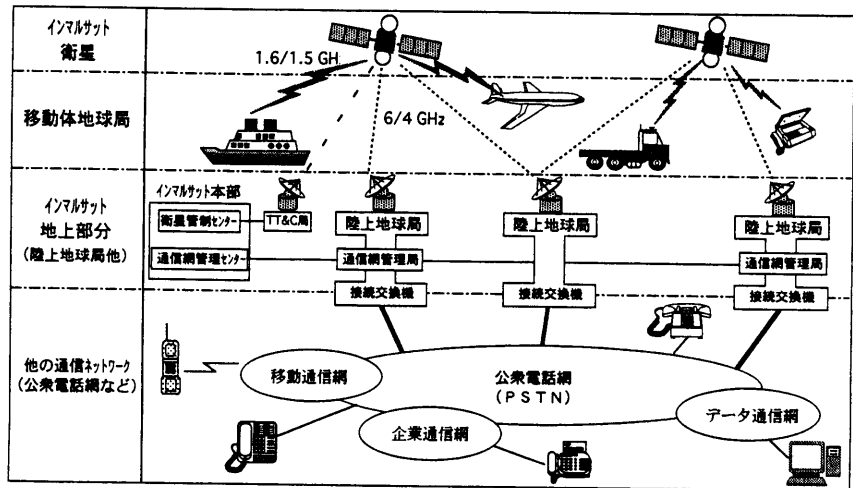 インマルサット
衛星
1.6/1.5 GH
移動体地球局
6/4 GHz
インマルサット
地上部分
(陸上地球局他)
インマルサット本部
衛星管制センター
TT&C局
通信網管理センター
陸上地球局
通信網管理局
接続交換機
陸上地球局
接続交換機
陸上地球局
通信網管理局
接続交換機
他の通信ネットワーク
(公衆電話網など)
移動通信網
公衆電話網
(PSTN)
企業通信網
データ通信網